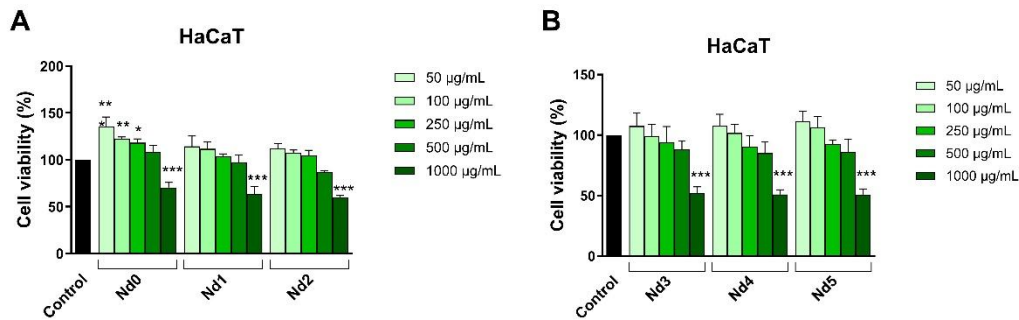 A
HaCaT
Cell viability (%)
200
150
100
50
0
**
*
**
*
***
***
***
Control
Nd0
Nd1
Nd2
50 µg/mL
100 µg/mL
250 µg/mL
500 µg/mL
1000 µg/mL
B
HaCaT
Cell viability (%)
150
100
50
0
***
***
***
Control
Nd3
Nd4
Nd5
50 µg/mL
100 µg/mL
250 µg/mL
500 µg/mL
1000 µg/mL